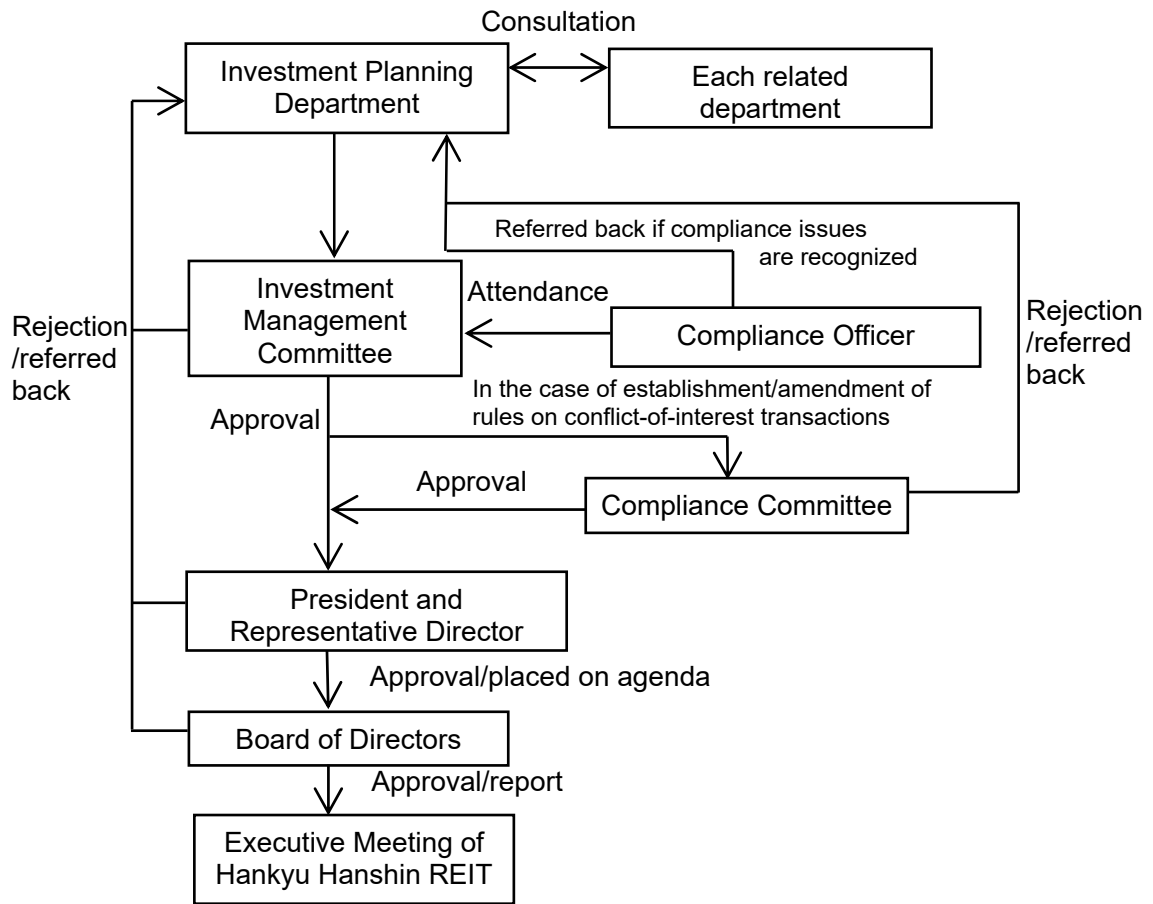 Consultation
Investment Planning
Department
Each related
department
Referred back if compliance issues
are recognized
Investment
Management
Committee
Attendance
Compliance Officer
Rejection
/referred
back
Rejection
/referred
back
In the case of establishment/amendment of
rules on conflict-of-interest transactions
Approval
Approval
Compliance Committee
President and
Representative Director
Approval/placed on agenda
Board of Directors
Approval/report
Executive Meeting of
Hankyu Hanshin REIT